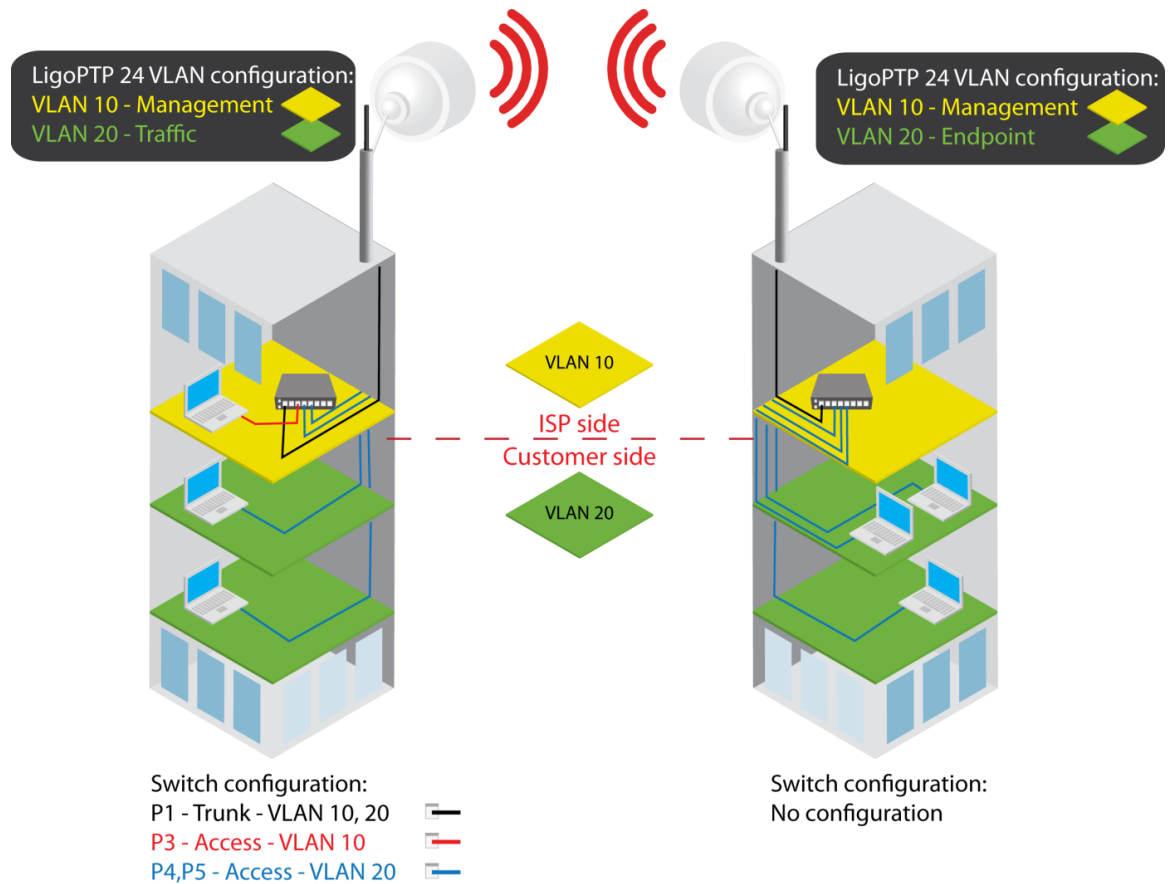 LigoPTP 24 VLAN configuration:
VLAN 10 - Management
VLAN 20 - Traffic
LigoPTP 24 VLAN configuration:
VLAN 10 - Management
VLAN 20 - Endpoint
VLAN 10
ISP side
Customer side
VLAN 20
Switch configuration:
P1 - Trunk - VLAN 10, 20
P3 - Access - VLAN 10
P4,P5 - Access - VLAN 20
Switch configuration:
No configuration